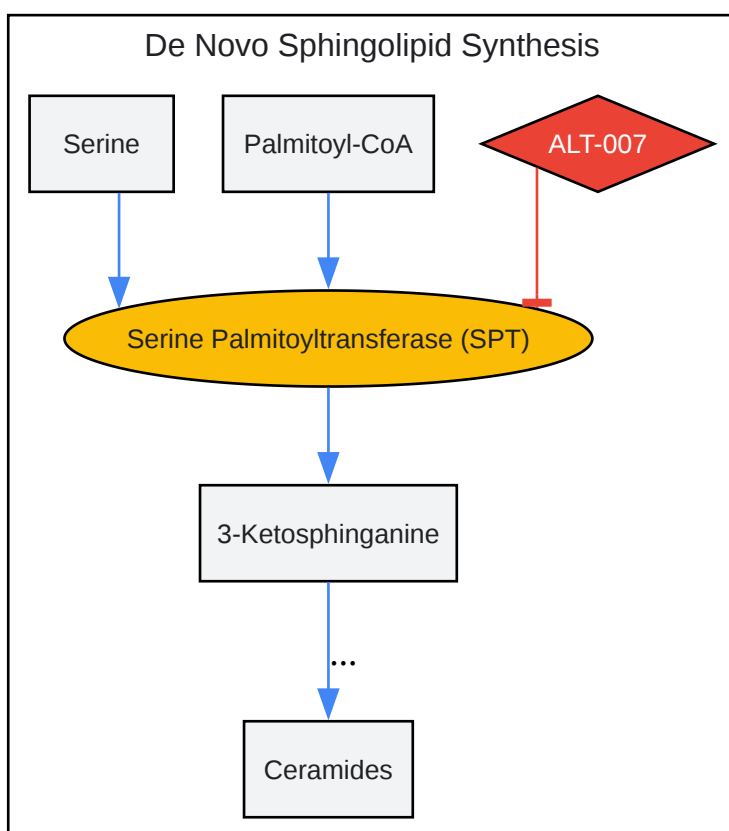 De Novo Sphingolipid Synthesis
Serine
Palmitoyl-CoA
ALT-007
Serine Palmitoyltransferase (SPT)
3-Ketosphinganine
...
Ceramides